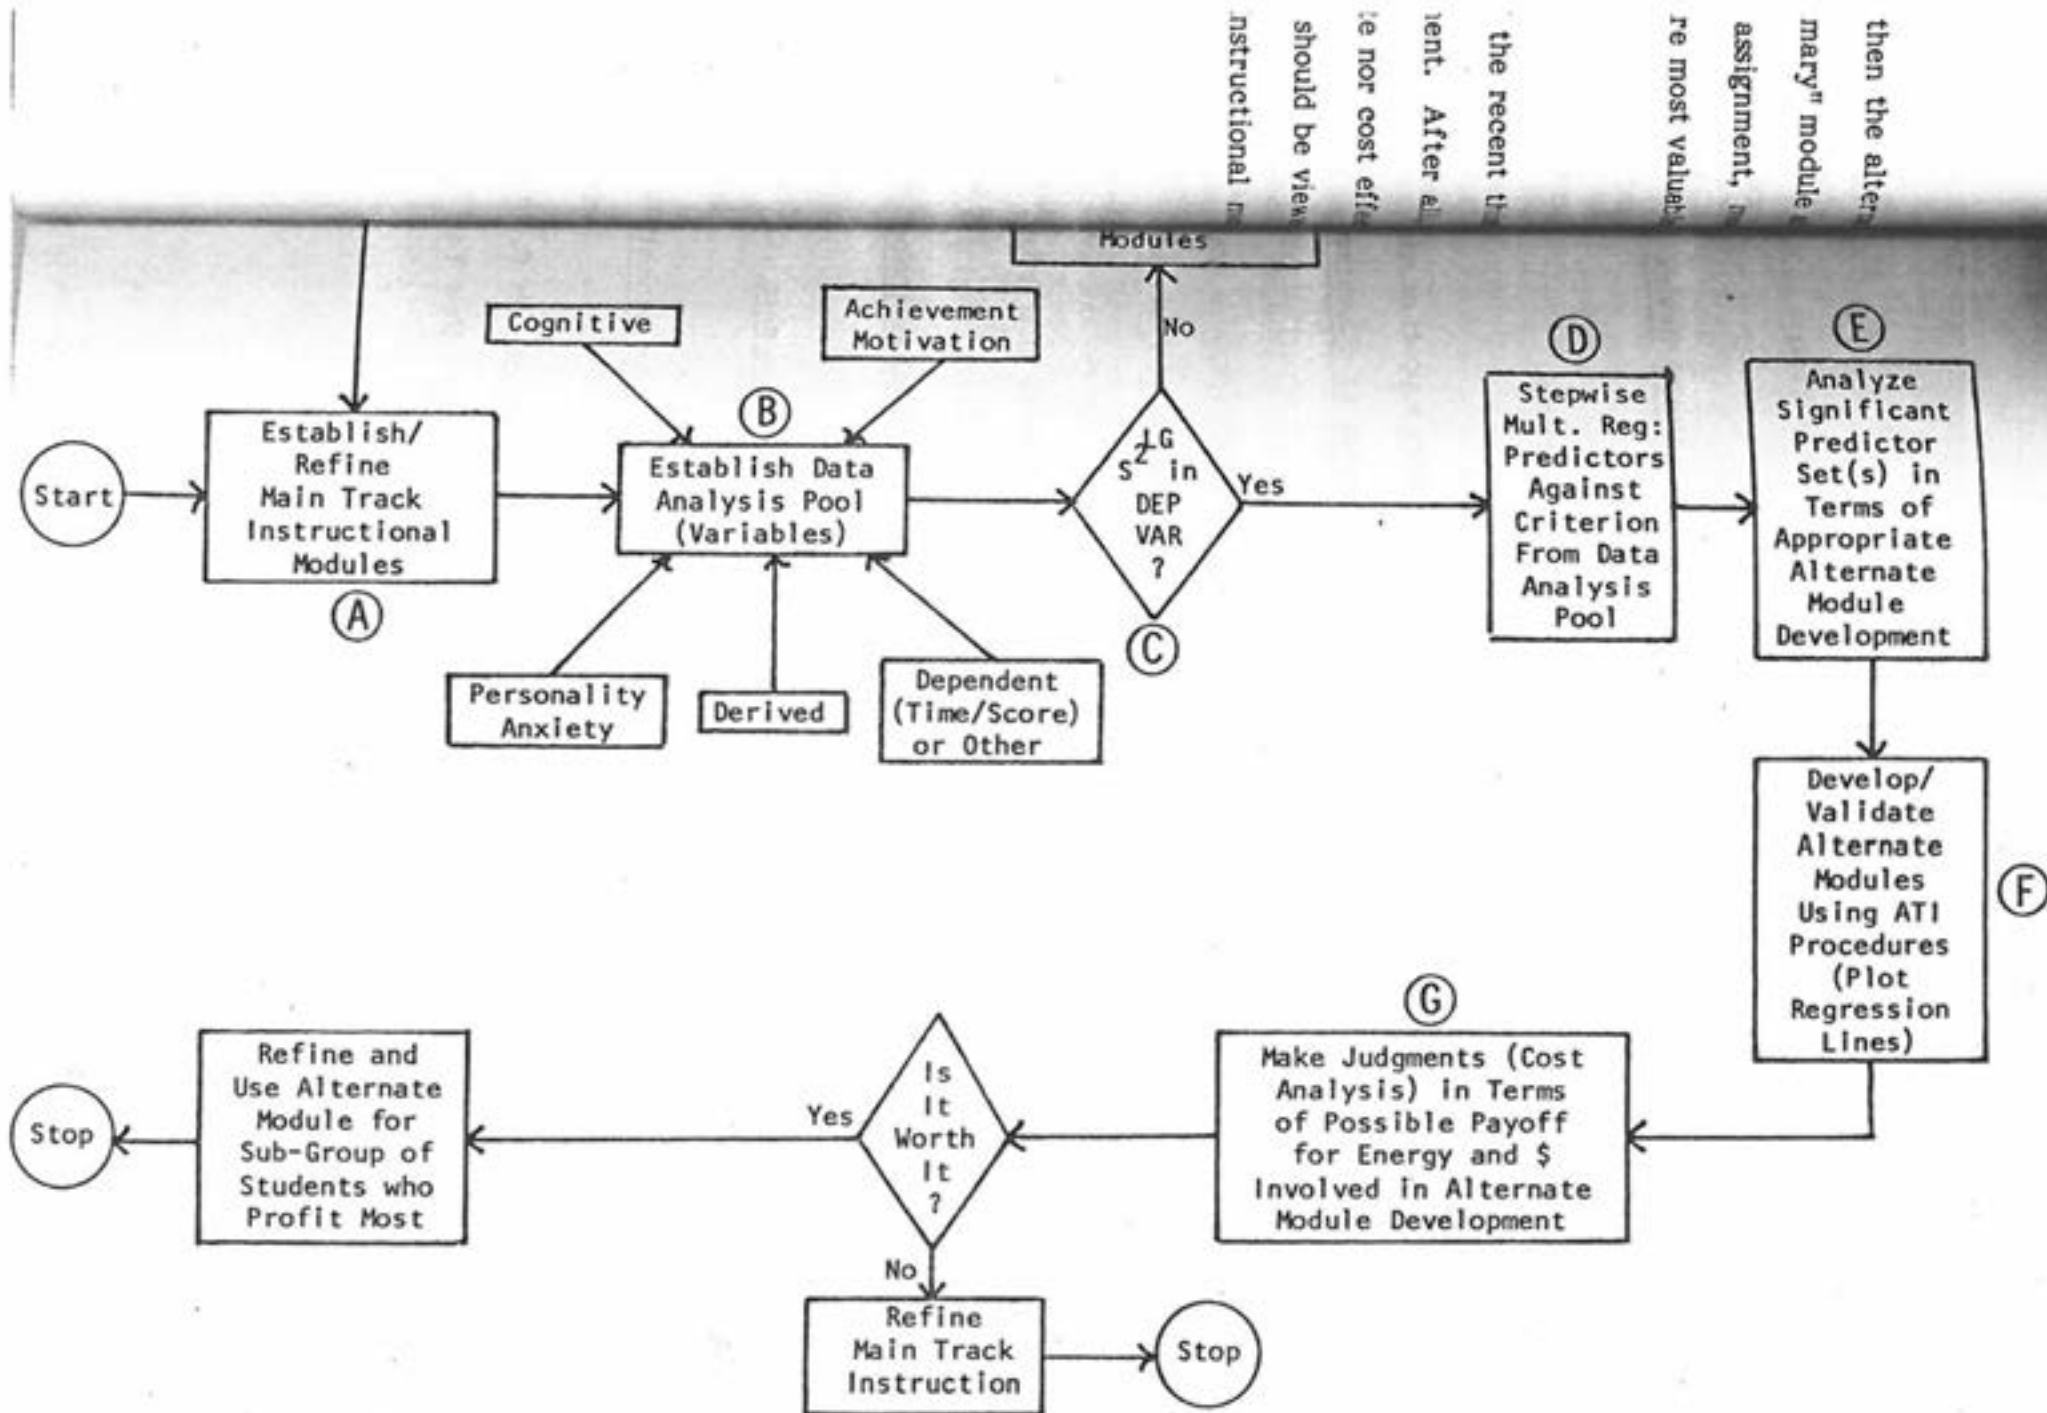 then the alter
mary" module
assignment,
re most valuab
the recent th
nent. After al
te nor cost effe
should be view
nstructional
Modules
Cognitive
Achievement
Motivation
No
D
E
B
Establish/
Refine
Main Track
Instructional
Modules
Start
Establish Data
Analysis Pool
(Variables)
LG
S² in
DEP
VAR
?
Yes
Stepwise
Mult. Reg:
Predictors
Against
Criterion
From Data
Analysis
Pool
Analyze
Significant
Predictor
Set(s) in
Terms of
Appropriate
Alternate
Module
Development
A
C
Personality
Anxiety
Derived
Dependent
(Time/Score)
or Other
Develop/
Validate
Alternate
Modules
Using ATI
Procedures
(Plot
Regression
Lines)
F
G
Make Judgments (Cost
Analysis) in Terms
of Possible Payoff
for Energy and $
Involved in Alternate
Module Development
Is
It
Worth
It
?
Yes
Refine and
Use Alternate
Module for
Sub-Group of
Students who
Profit Most
Stop
No
Refine
Main Track
Instruction
Stop